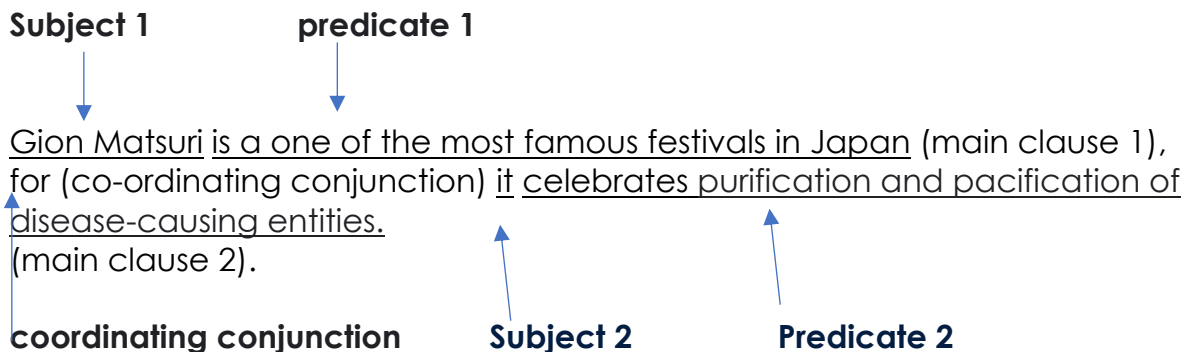 Subject 1 predicate 1
Gion Matsuri is a one of the most famous festivals in Japan (main clause 1),
for (co-ordinating conjunction) it celebrates purification and pacification of
disease-causing entities.
(main clause 2).
coordinating conjunction Subject 2 Predicate 2